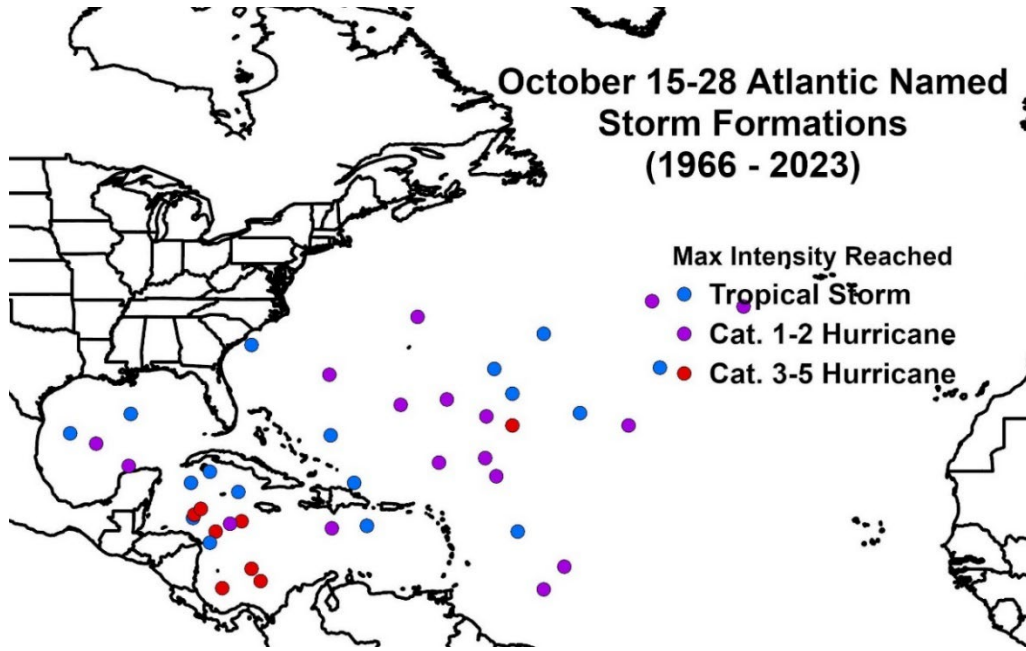 October 15-28 Atlantic Named
Storm Formations
(1966 - 2023)
Max Intensity Reached
Tropical Storm
Cat. 1-2 Hurricane
Cat. 3-5 Hurricane